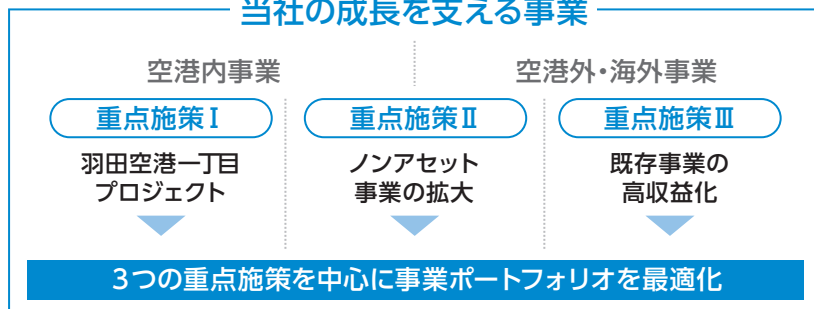 当社の成長を支える事業
空港内事業
空港外・海外事業
重点施策Ⅰ
重点施策Ⅱ
重点施策Ⅲ
羽田空港一丁目
プロジェクト
ノンアセット
事業の拡大
既存事業の
高収益化
3つの重点施策を中心に事業ポートフォリオを最適化